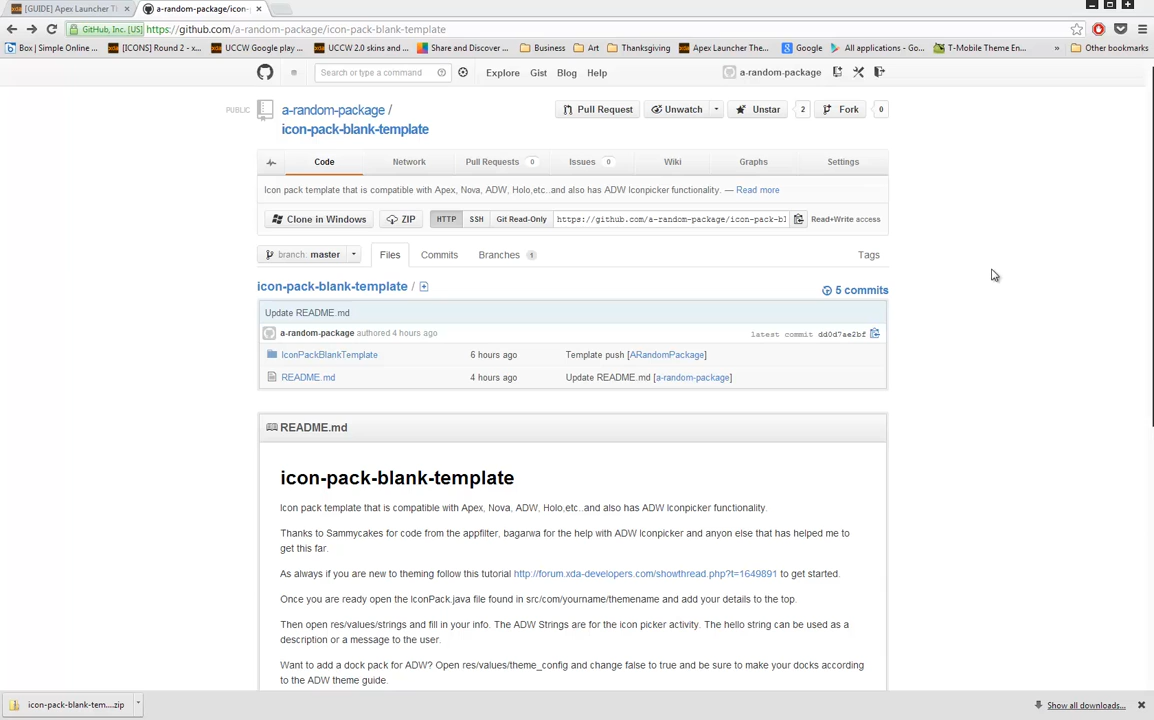 [GUIDE] Apex Launcher T
a-random-package/icon-
GitHub, Inc. [US] https://github.com/a-random-package/icon-pack-blank-template
Box | Simple Online ... [ICONS] Round 2 - x... UCCW Google play ... UCCW 2.0 skins and ... Share and Discover ... Business Art Thanksgiving Apex Launcher The... Google All applications - Go... T-Mobile Theme En... » Other bookmarks
Search or type a command Explore Gist Blog Help a-random-package
PUBLIC a-random-package / Pull Request Unwatch Unstar 2 Fork 0
icon-pack-blank-template
Code Network Pull Requests 0 Issues 0 Wiki Graphs Settings
Icon pack template that is compatible with Apex, Nova, ADW, Holo,etc..and also has ADW Iconpicker functionality. — Read more
Clone in Windows ZIP HTTP SSH Git Read-Only https://github.com/a-random-package/icon-pack-bl Read+Write access
branch: master Files Commits Branches 1 Tags
icon-pack-blank-template / 5 commits
Update README.md
a-random-package authored 4 hours ago latest commit dd0d7ae2bf
IconPackBlankTemplate 6 hours ago Template push [ARandomPackage]
README.md 4 hours ago Update README.md [a-random-package]
README.md
icon-pack-blank-template
Icon pack template that is compatible with Apex, Nova, ADW, Holo,etc..and also has ADW Iconpicker functionality.
Thanks to Sammycakes for code from the appfilter, bagarwa for the help with ADW Iconpicker and anyon else that has helped me to
get this far.
As always if you are new to theming follow this tutorial http://forum.xda-developers.com/showthread.php?t=1649891 to get started.
Once you are ready open the IconPack.java file found in src/com/yourname/themename and add your details to the top.
Then open res/values/strings and fill in your info. The ADW Strings are for the icon picker activity. The hello string can be used as a
description or a message to the user.
Want to add a dock pack for ADW? Open res/values/theme_config and change false to true and be sure to make your docks according
to the ADW theme guide.
icon-pack-blank-tem....zip Show all downloads...